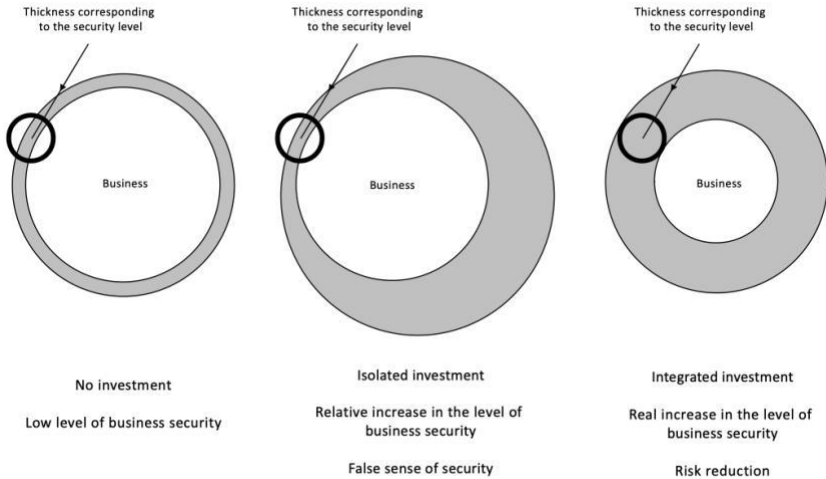 Thickness corresponding
to the security level
Thickness corresponding
to the security level
Thickness corresponding
to the security level
Business
Business
Business
No investment
Low level of business security
Isolated investment
Relative increase in the level of
business security
False sense of security
Integrated investment
Real increase in the level of
business security
Risk reduction